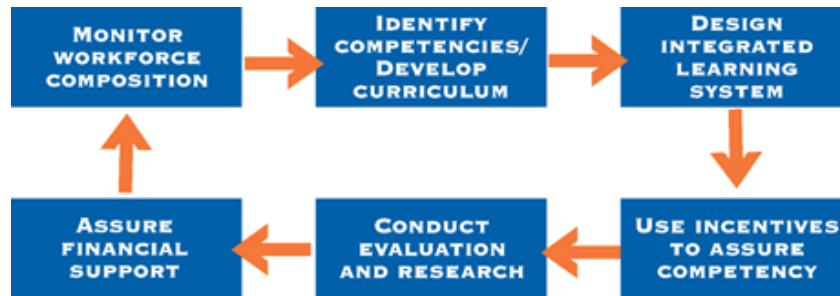 MONITOR
WORKFORCE
COMPOSITION
IDENTIFY
COMPETENCIES/
DEVELOP
CURRICULUM
DESIGN
INTEGRATED
LEARNING
SYSTEM
ASSURE
FINANCIAL
SUPPORT
CONDUCT
EVALUATION
AND RESEARCH
USE INCENTIVES
TO ASSURE
COMPETENCY